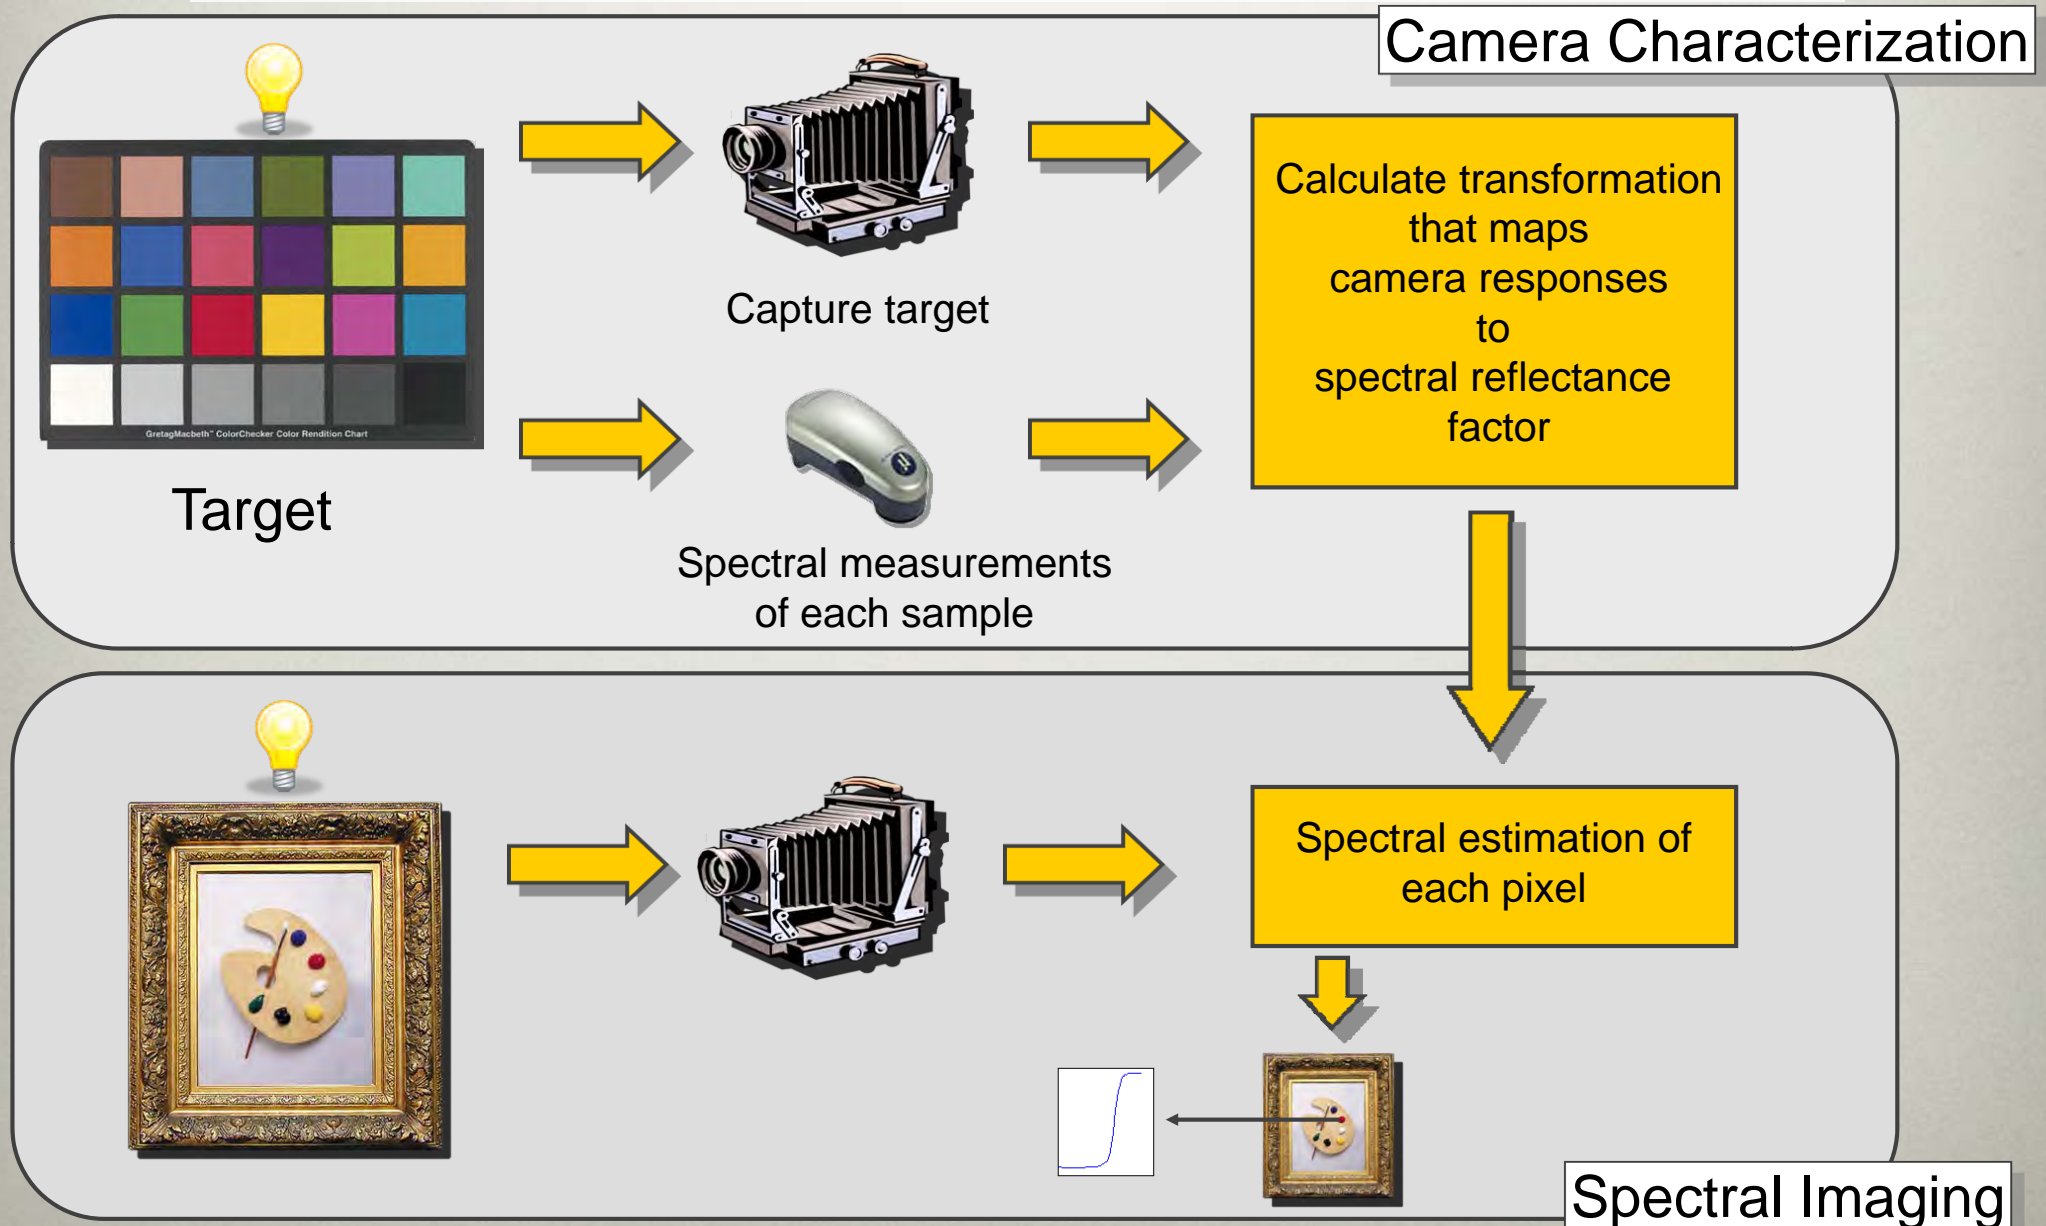 Camera Characterization
GretagMacbeth™ ColorChecker Color Rendition Chart
Target
Capture target
Spectral measurements
of each sample
Calculate transformation
that maps
camera responses
to
spectral reflectance
factor
Spectral estimation of
each pixel
Spectral Imaging